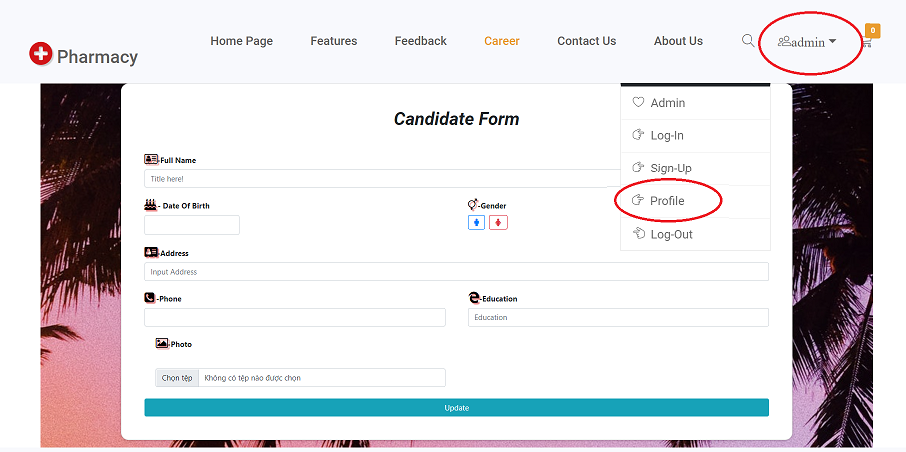 Pharmacy
Home Page Features Feedback Career Contact Us About Us admin 0
Admin
Log-In
Sign-Up
Profile
Log-Out
Candidate Form
-Full Name
Title here!
- Date Of Birth
-Gender
-Address
Input Address
-Phone
-Education
Education
-Photo
Chọn tệp Không có tệp nào được chọn
Update